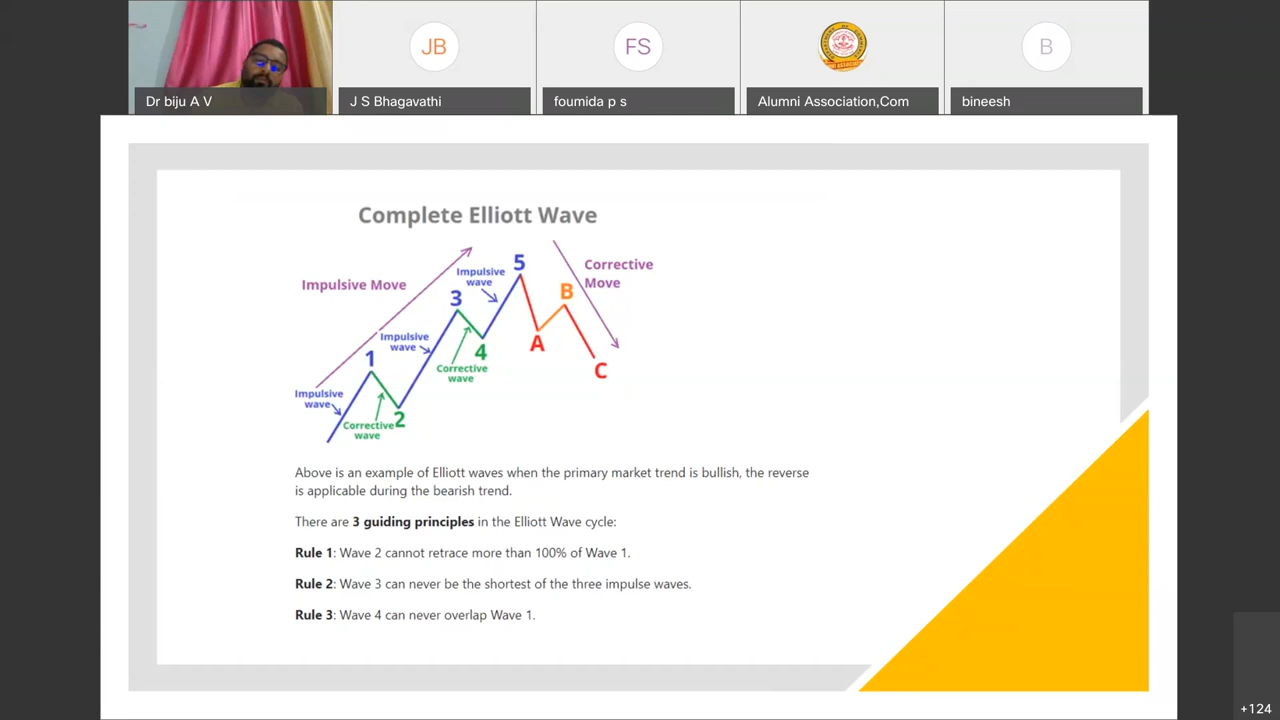 JB
FS
B
Dr biju A V
J S Bhagavathi
foumida p s
Alumni Association,Com
bineesh
Complete Elliott Wave
Impulsive Move
Impulsive
wave
5
Corrective
Move
3
B
Impulsive
wave
4
A
1
Corrective
wave
C
Impulsive
wave
2
Corrective
wave
Above is an example of Elliott waves when the primary market trend is bullish, the reverse
is applicable during the bearish trend.
There are 3 guiding principles in the Elliott Wave cycle:
Rule 1: Wave 2 cannot retrace more than 100% of Wave 1.
Rule 2: Wave 3 can never be the shortest of the three impulse waves.
Rule 3: Wave 4 can never overlap Wave 1.
+124